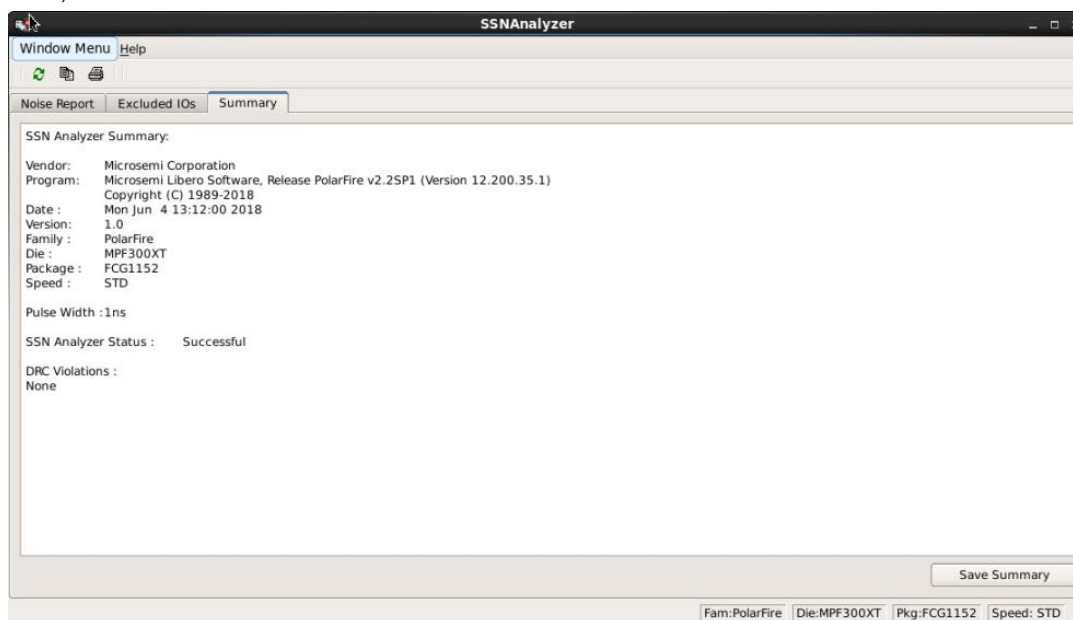 SSNAnalyzer
Window Menu Help
Noise Report Excluded IOs Summary
SSN Analyzer Summary:
Vendor: Microsemi Corporation
Program: Microsemi Libero Software, Release PolarFire v2.2SP1 (Version 12.200.35.1)
Copyright (C) 1989-2018
Date : Mon Jun 4 13:12:00 2018
Version: 1.0
Family : PolarFire
Die : MPF300XT
Package : FCG1152
Speed : STD
Pulse Width :1ns
SSN Analyzer Status : Successful
DRC Violations :
None
Save Summary
Fam:PolarFire Die:MPF300XT Pkg:FCG1152 Speed: STD